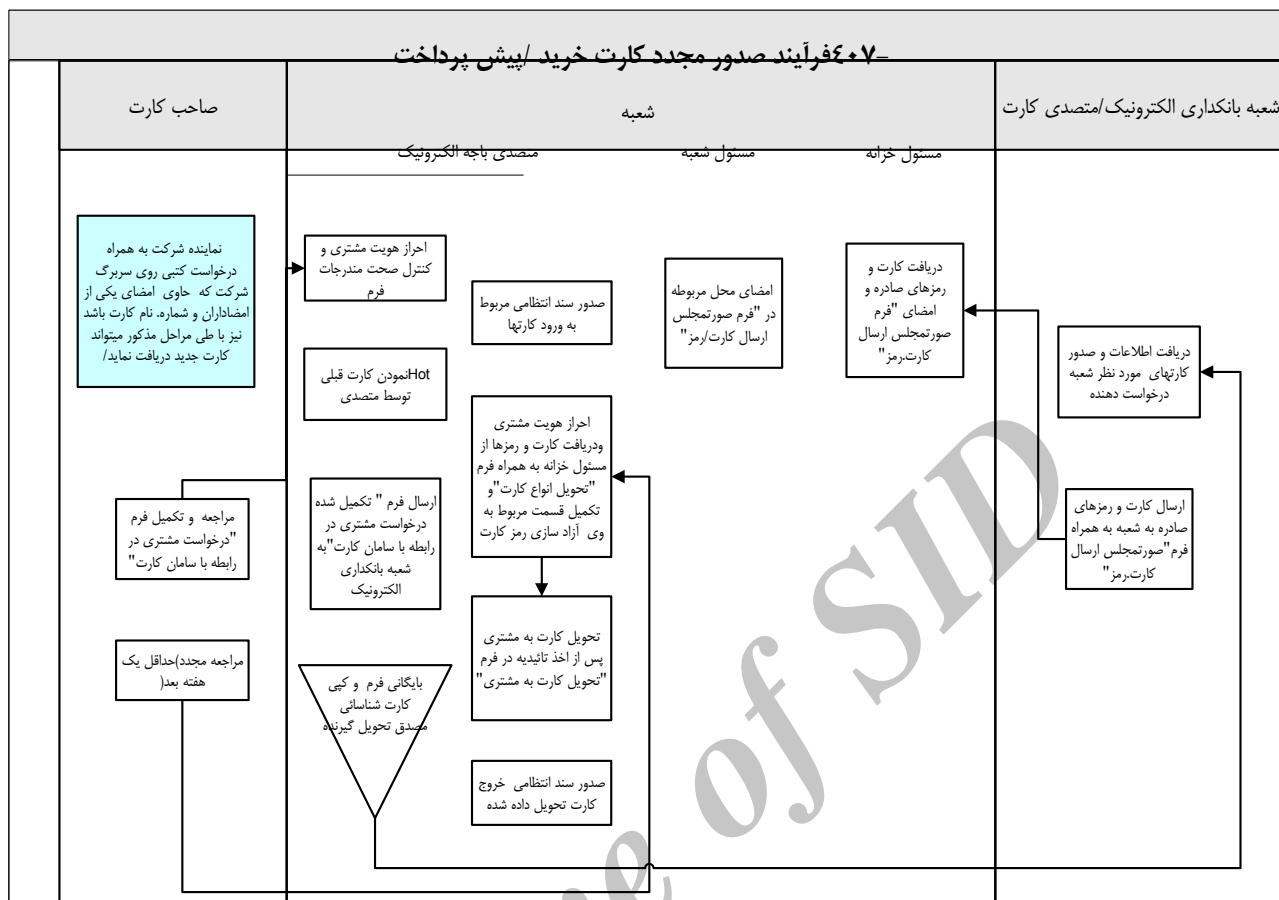 -٤٠٧فرآیند صدور مجدد کارت خرید /پیش پرداخت
شعبه بانکداری الکترونیک/متصدی کارت
شعبه
صاحب کارت
مسئول خزانه
مسئول شعبه
متصدی باجه الکترونیک
نماینده شرکت به همراه
درخواست کتبی روی سربرگ
شرکت که حاوی امضای یکی از
امضاداران و شماره، نام کارت باشد
نیز با طی مراحل مذکور میتواند
کارت جدید دریافت نماید/
مراجعه و تکمیل فرم
"درخواست مشتری در
رابطه با سامان کارت"
مراجعه مجدد)حداقل یک
هفته بعد(
احراز هویت مشتری و
کنترل صحت مندرجات
فرم
Hotنمودن کارت قبلی
توسط متصدی
ارسال فرم " تکمیل شده
درخواست مشتری در
رابطه با سامان کارت"به
شعبه بانکداری
الکترونیک
بایگانی فرم و کپی
کارت شناسائی
مصدق تحویل گیرنده
صدور سند انتظامی مربوط
به ورود کارتها
احراز هویت مشتری
ودریافت کارت و رمزها از
مسئول خزانه به همراه فرم
"تحویل انواع کارت"و
تکمیل قسمت مربوط به
وی آزاد سازی رمز کارت
تحویل کارت به مشتری
پس از اخذ تائیدیه در فرم
"تحویل کارت به مشتری"
صدور سند انتظامی خروج
کارت تحویل داده شده
امضای محل مربوطه
در "فرم صورتمجلس
ارسال کارت/رمز"
دریافت کارت و
رمزهای صادره و
امضای "فرم
صورتمجلس ارسال
کارت،رمز"
دریافت اطلاعات و صدور
کارتهای مورد نظر شعبه
درخواست دهنده
ارسال کارت و رمزهای
صادره به شعبه به همراه
فرم"صورتمجلس ارسال
کارت،رمز"
of SID